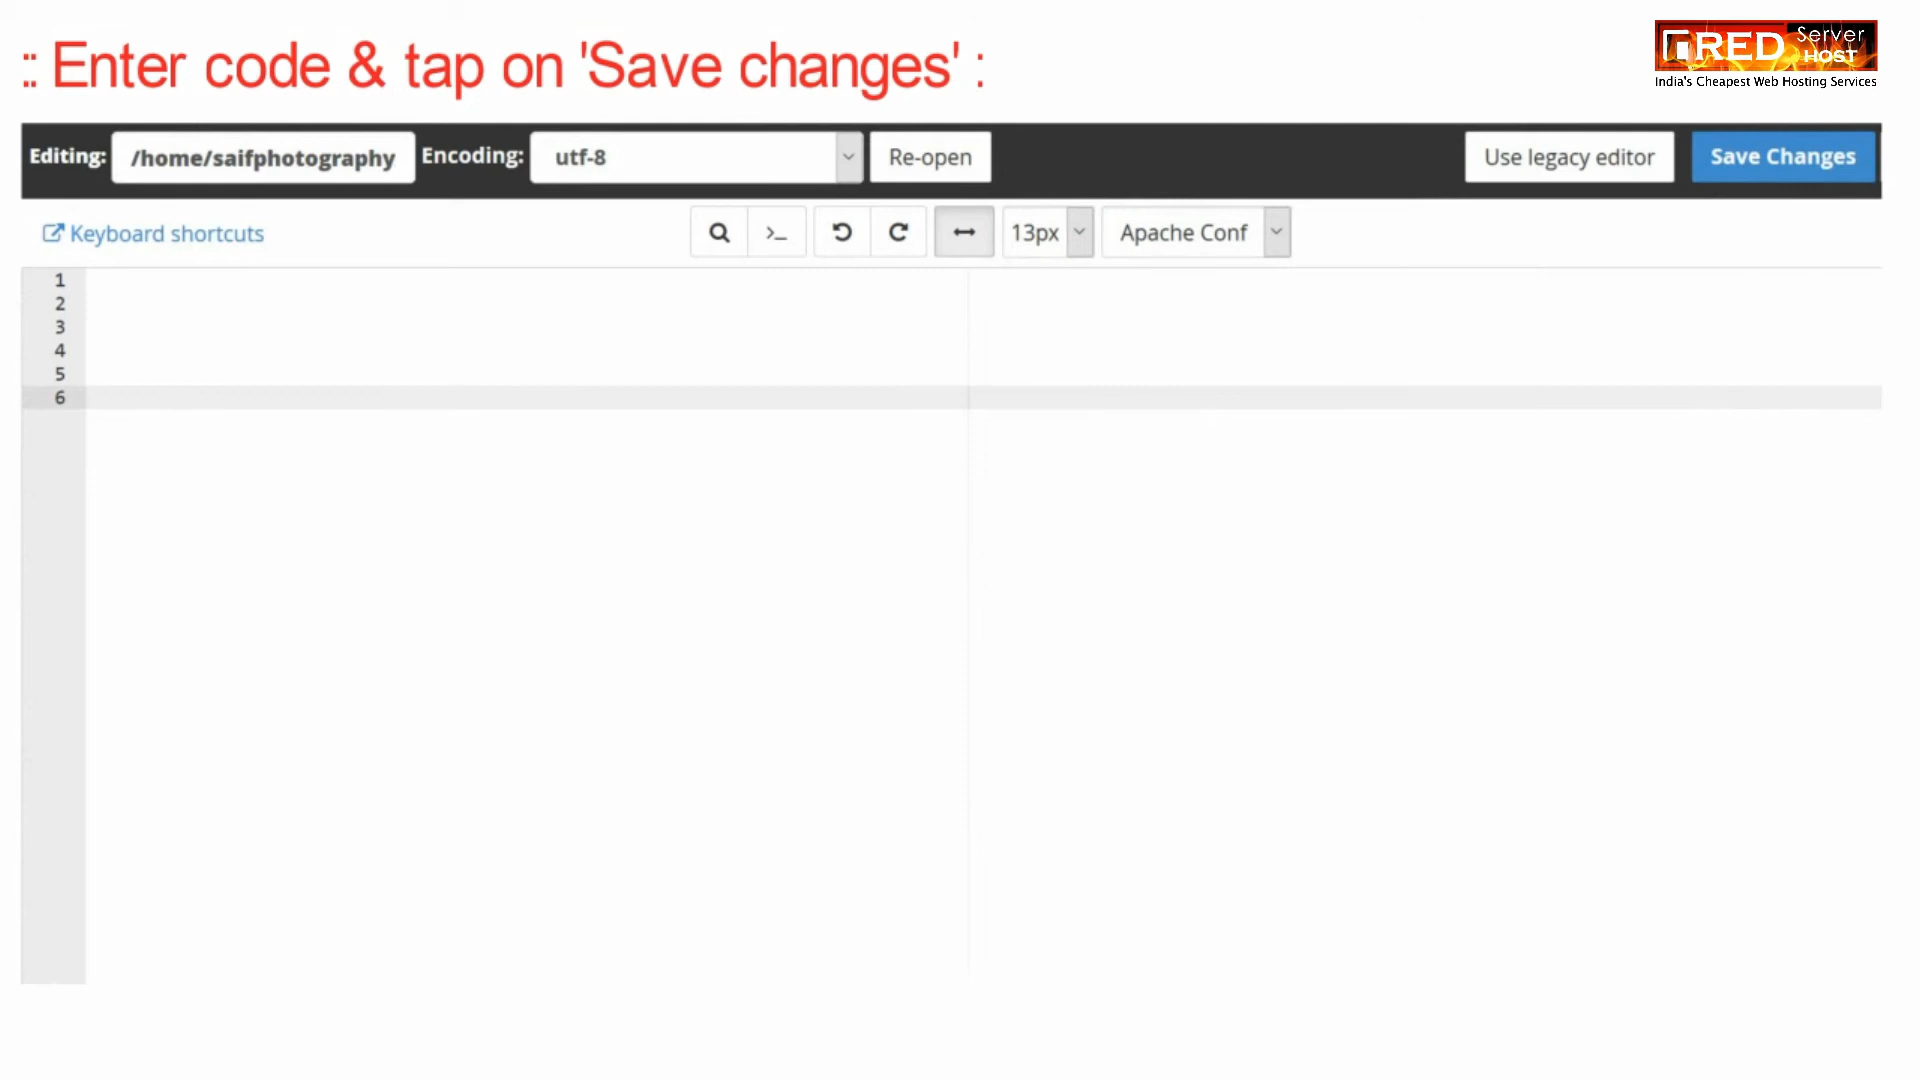 :: Enter code & tap on 'Save changes' :
RED Server HOST
India's Cheapest Web Hosting Services
Editing: /home/saifphotography Encoding: utf-8 Re-open Use legacy editor Save Changes
Keyboard shortcuts >_ 13px Apache Conf
1
2
3
4
5
6